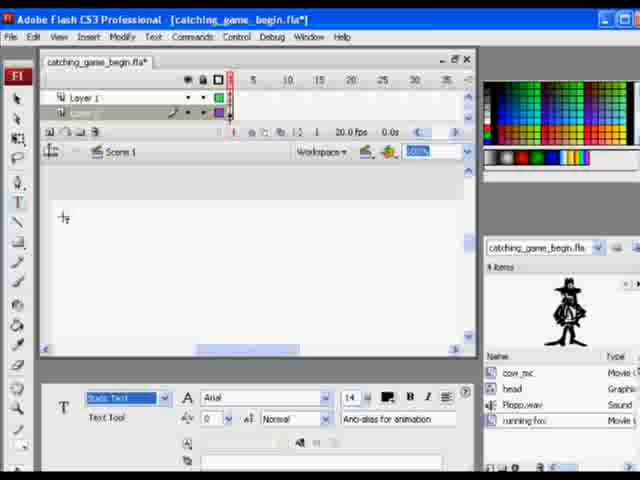 Adobe Flash CS3 Professional - [catching_game_begin.fla*]
File Edit View Insert Modify Text Commands Control Debug Window Help
catching_game_begin.fla*
Fl
5 10 15 20 25 30 35
Layer 1
1 20.0 fps 0.0s
Scene 1 Workspace
catching_game_begin.fla
Name Type
cow_mc Movie
head Graphi
Plopp.wav Sound
running fox Movie
Static Text A Arial 14 B I
T Text Tool 0 Normal Anti-alias for animation